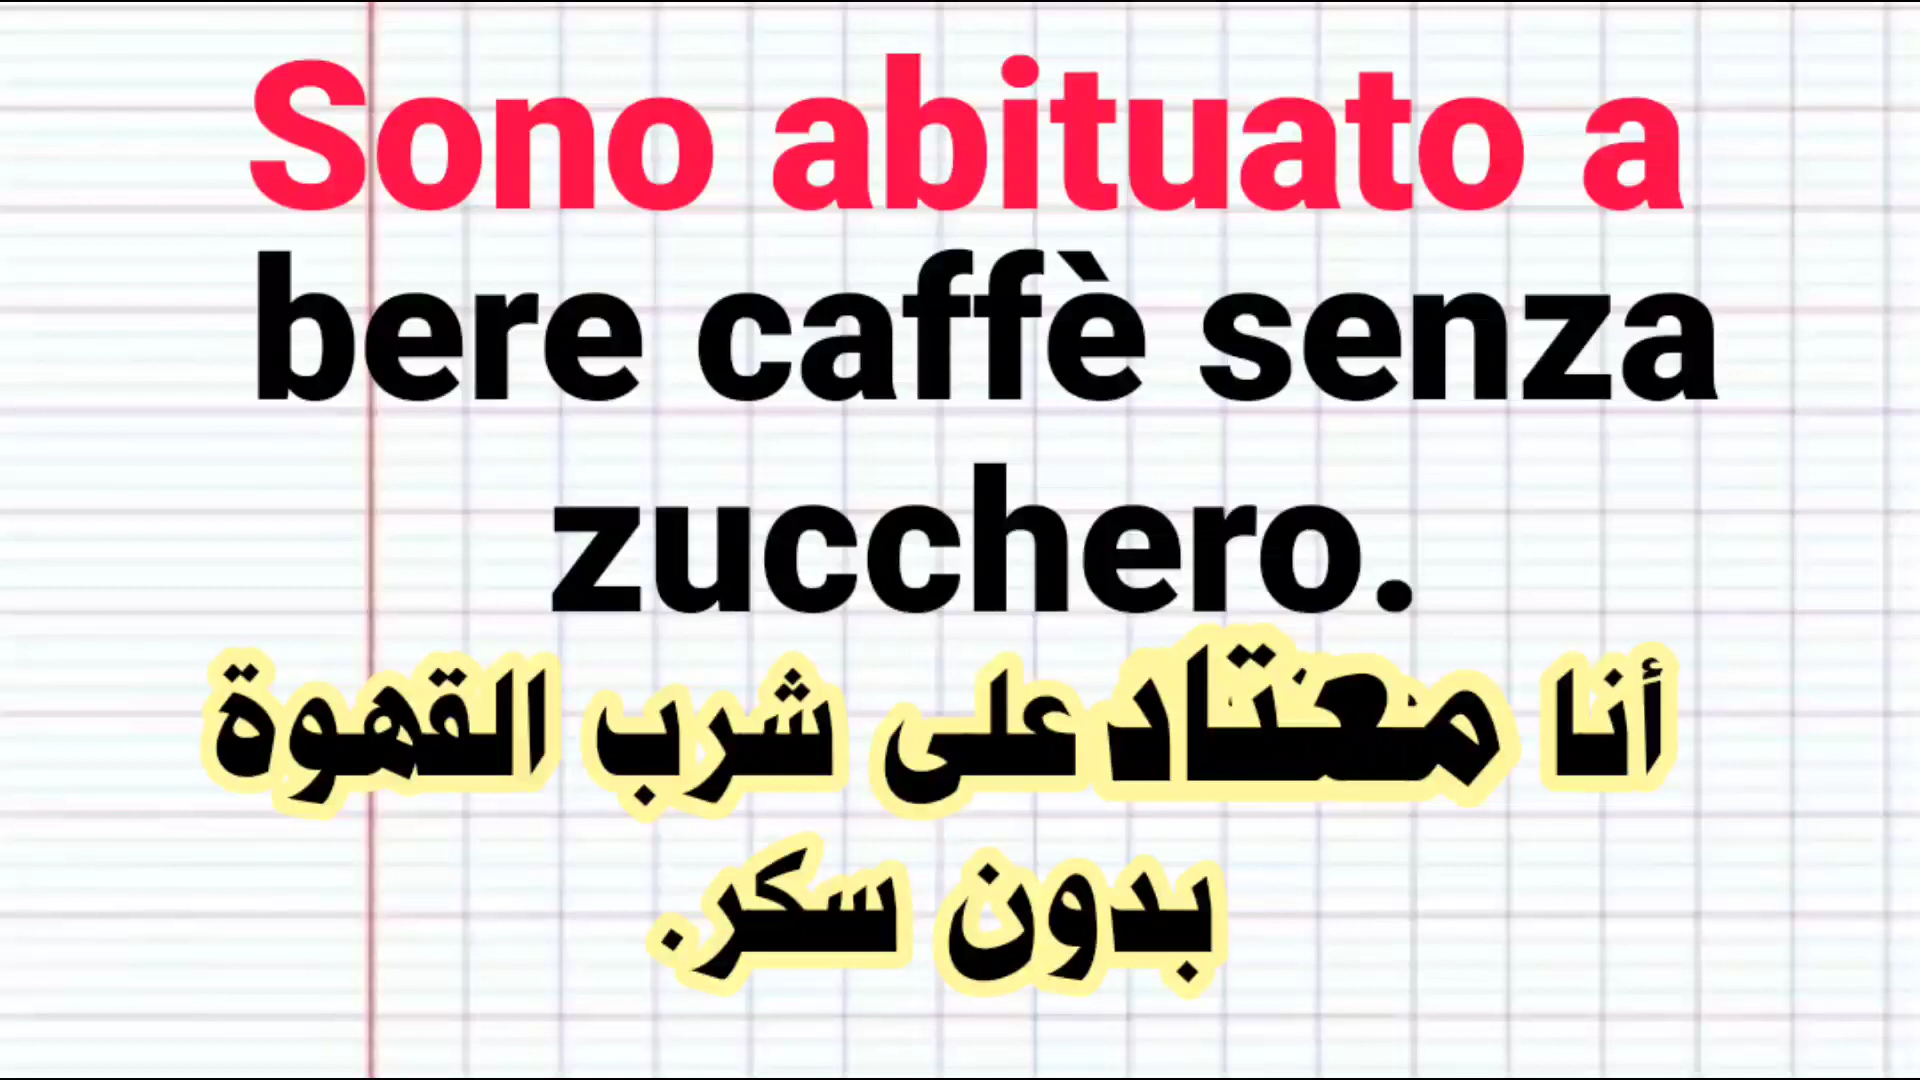 Sono abituato a
bere caffè senza
zucchero.
أنا معتاد على شرب القهوة
بدون سكر.